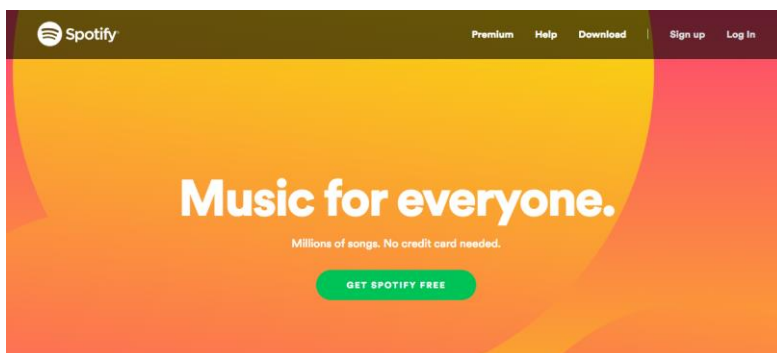 Spotify
Premium Help Download | Sign up Log In
Music for everyone.
Millions of songs. No credit card needed.
GET SPOTIFY FREE